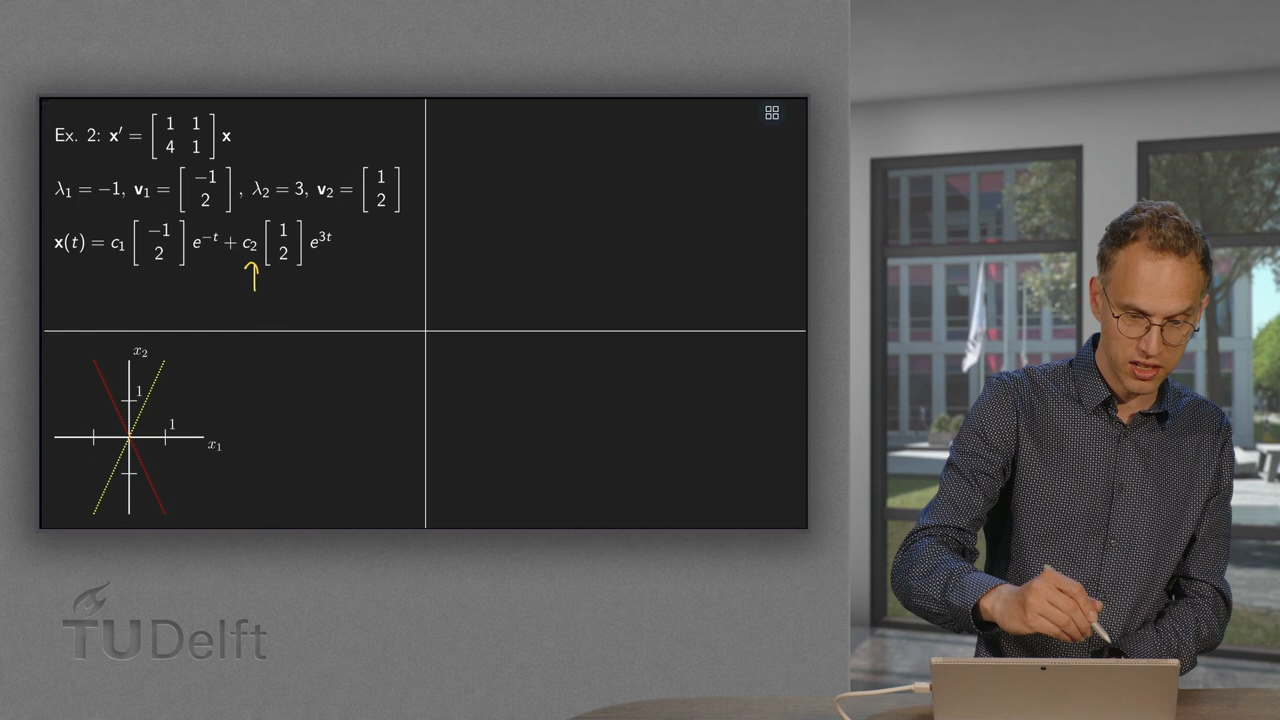 Ex. 2: x′ = [ 1 1 ; 4 1 ] x
λ₁ = −1, v₁ = [ −1 ; 2 ], λ₂ = 3, v₂ = [ 1 ; 2 ]
x(t) = c₁ [ −1 ; 2 ] e⁻ᵗ + c₂ [ 1 ; 2 ] e³ᵗ
x₂
1
1
x₁
TUDelft